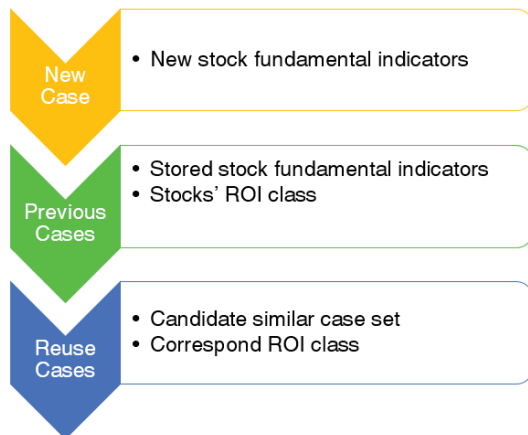 New
Case
• New stock fundamental indicators
Previous
Cases
• Stored stock fundamental indicators
• Stocks' ROI class
Reuse
Cases
• Candidate similar case set
• Correspond ROI class